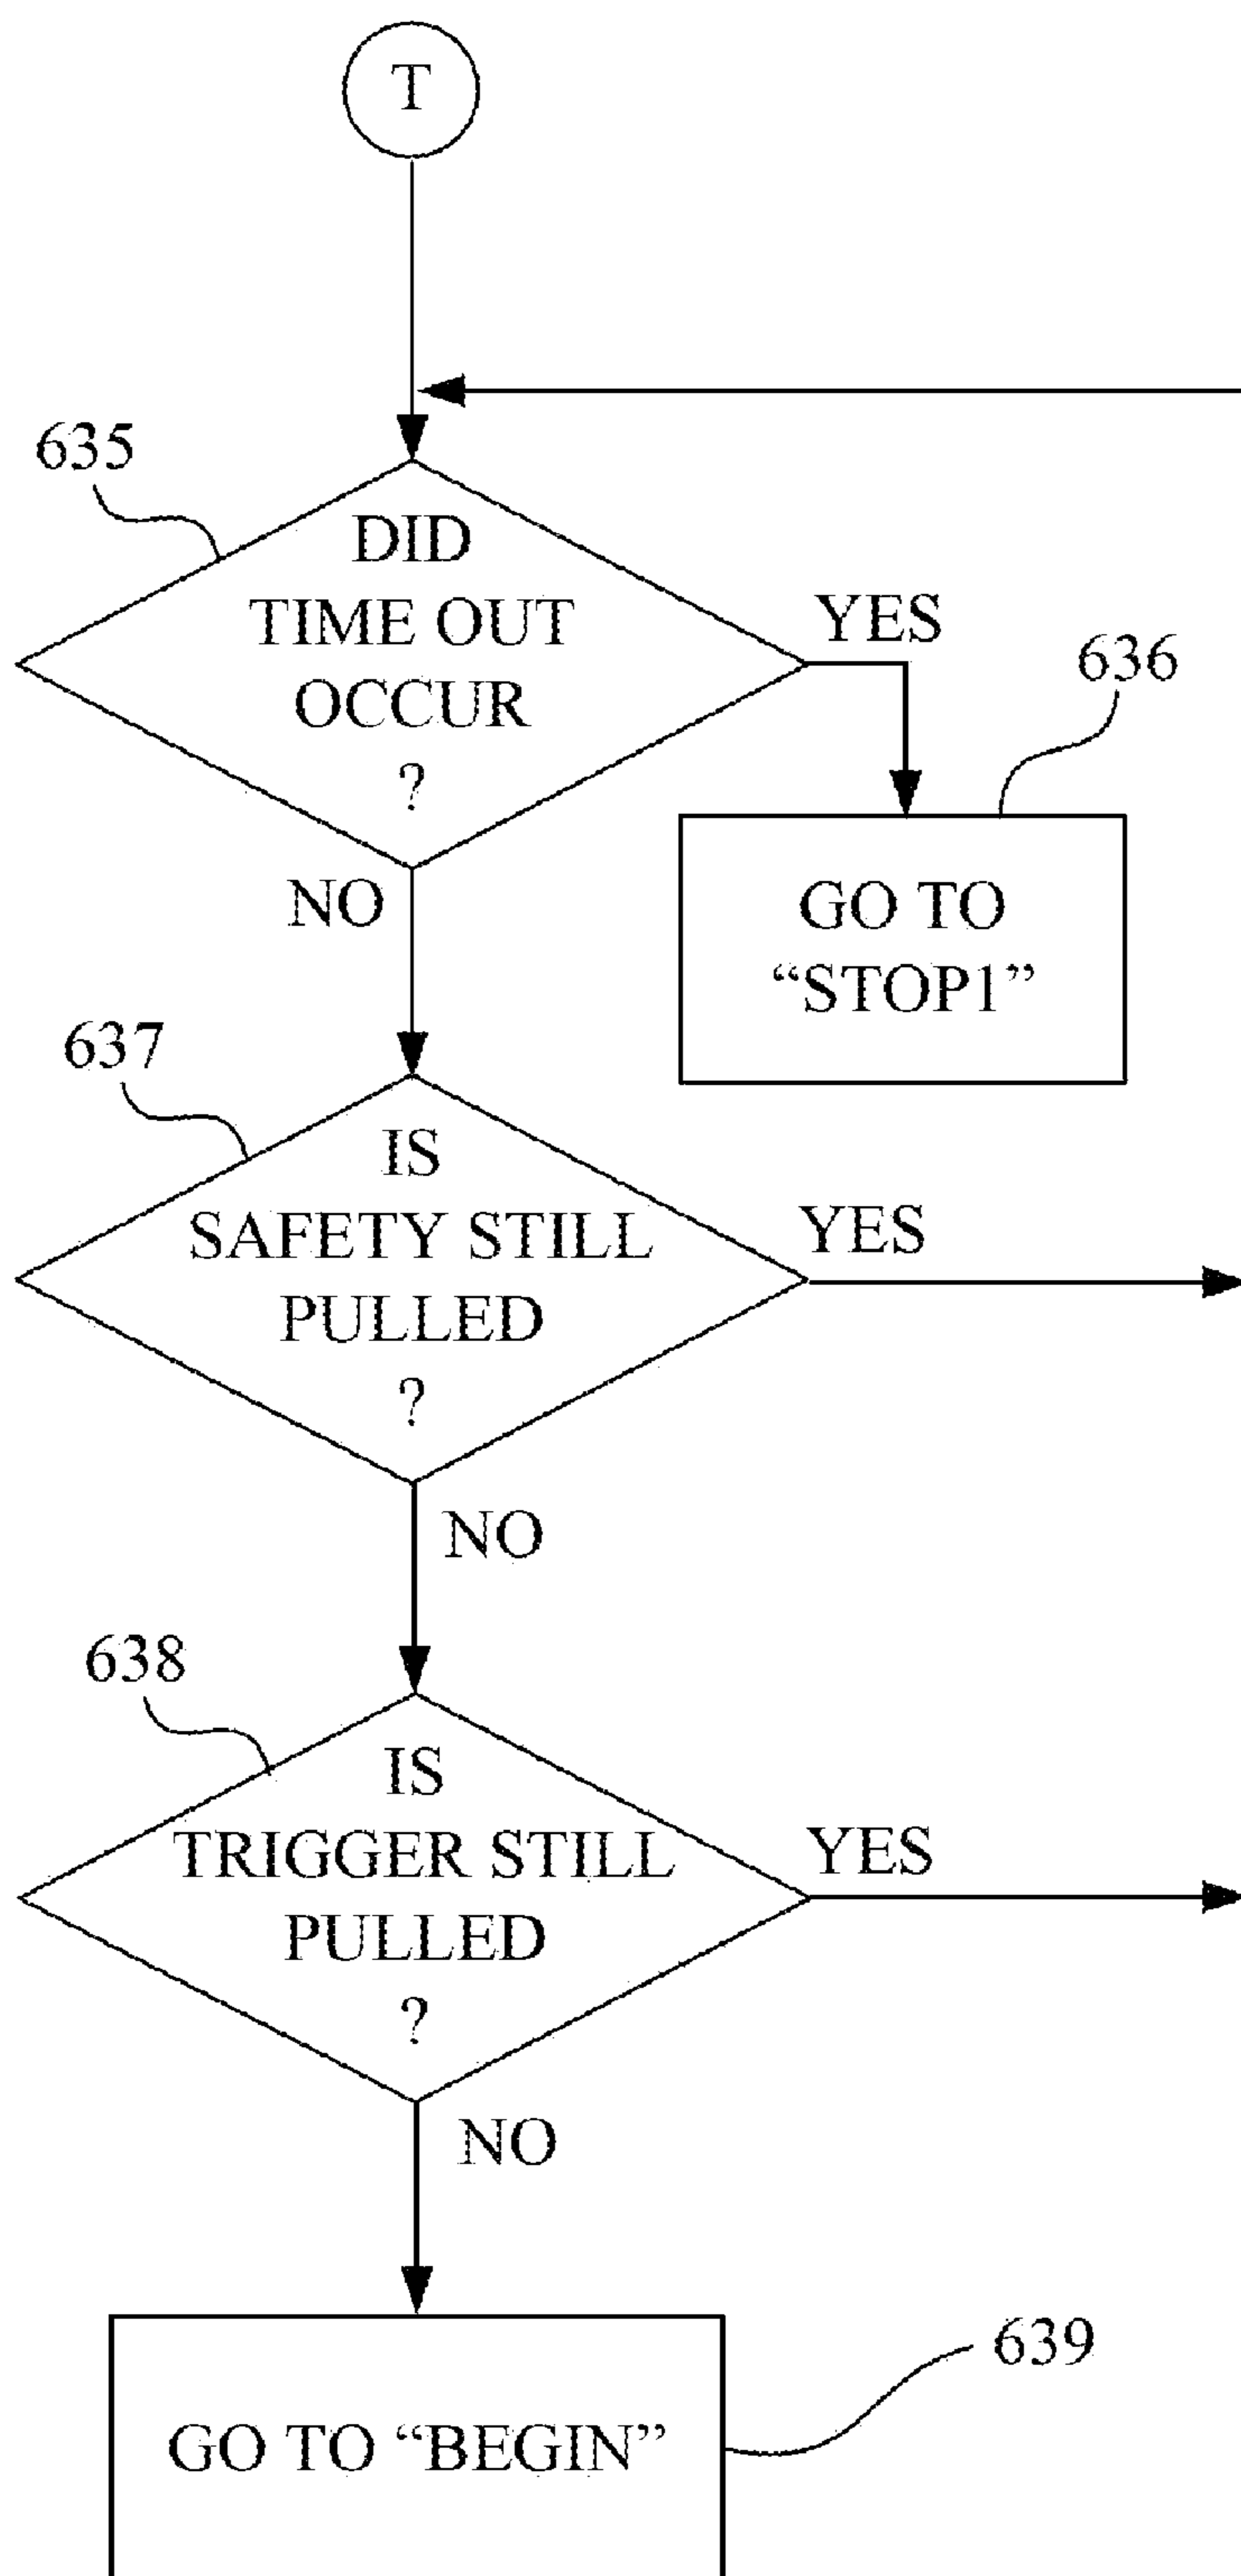 T
635
DID
TIME OUT
OCCUR
?
YES
636
GO TO
“STOP1”
NO
637
IS
SAFETY STILL
PULLED
?
YES
NO
638
IS
TRIGGER STILL
PULLED
?
YES
NO
639
GO TO “BEGIN”